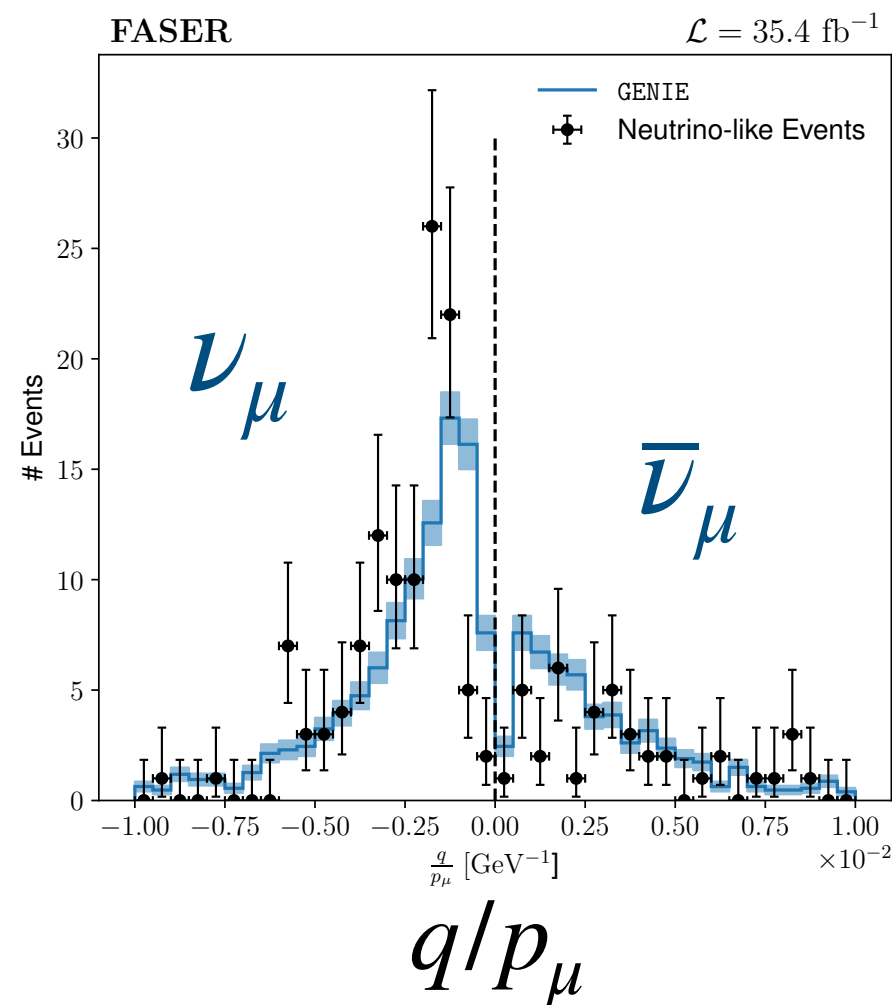 FASER
ℒ = 35.4 fb⁻¹
GENIE
Neutrino-like Events
30
25
20
15
10
5
0
# Events
ν_μ
ν̅_μ
−1.00 −0.75 −0.50 −0.25 0.00 0.25 0.50 0.75 1.00
q/p_μ [GeV⁻¹]
×10⁻²
q/p_μ